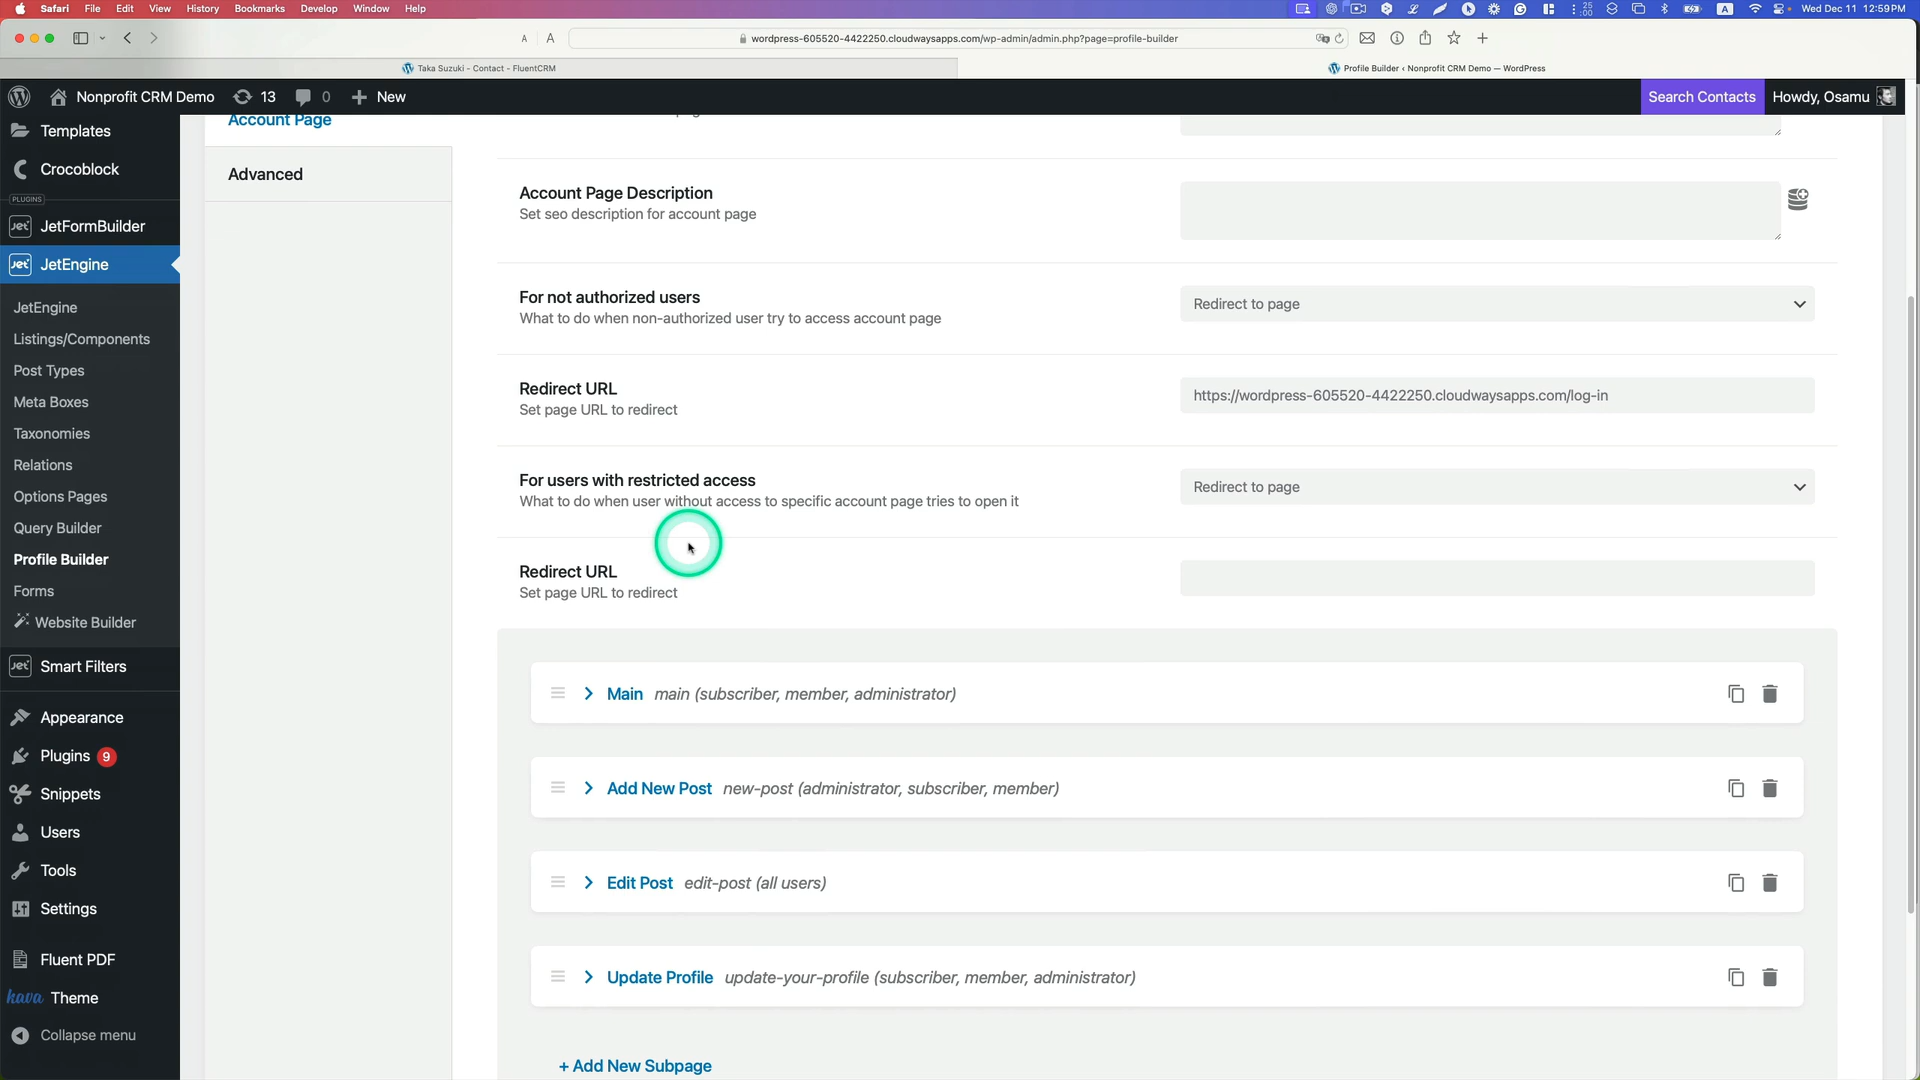 Safari File Edit View History Bookmarks Develop Window Help
25
:00
A
Wed Dec 11 12:59 PM
A A
wordpress-605520-4422250.cloudwaysapps.com/wp-admin/admin.php?page=profile-builder
Taka Suzuki - Contact - FluentCRM
Profile Builder ‹ Nonprofit CRM Demo — WordPress
Nonprofit CRM Demo 13 0 + New
Search Contacts Howdy, Osamu
Templates
Crocoblock
PLUGINS
Jet JetFormBuilder
Jet JetEngine
JetEngine
Listings/Components
Post Types
Meta Boxes
Taxonomies
Relations
Options Pages
Query Builder
Profile Builder
Forms
Website Builder
Jet Smart Filters
Appearance
Plugins 9
Snippets
Users
Tools
Settings
Fluent PDF
kava Theme
Collapse menu
Account Page
Advanced
Account Page Description
Set seo description for account page
For not authorized users
What to do when non-authorized user try to access account page
Redirect to page
Redirect URL
Set page URL to redirect
https://wordpress-605520-4422250.cloudwaysapps.com/log-in
For users with restricted access
What to do when user without access to specific account page tries to open it
Redirect to page
Redirect URL
Set page URL to redirect
Main main (subscriber, member, administrator)
Add New Post new-post (administrator, subscriber, member)
Edit Post edit-post (all users)
Update Profile update-your-profile (subscriber, member, administrator)
+ Add New Subpage